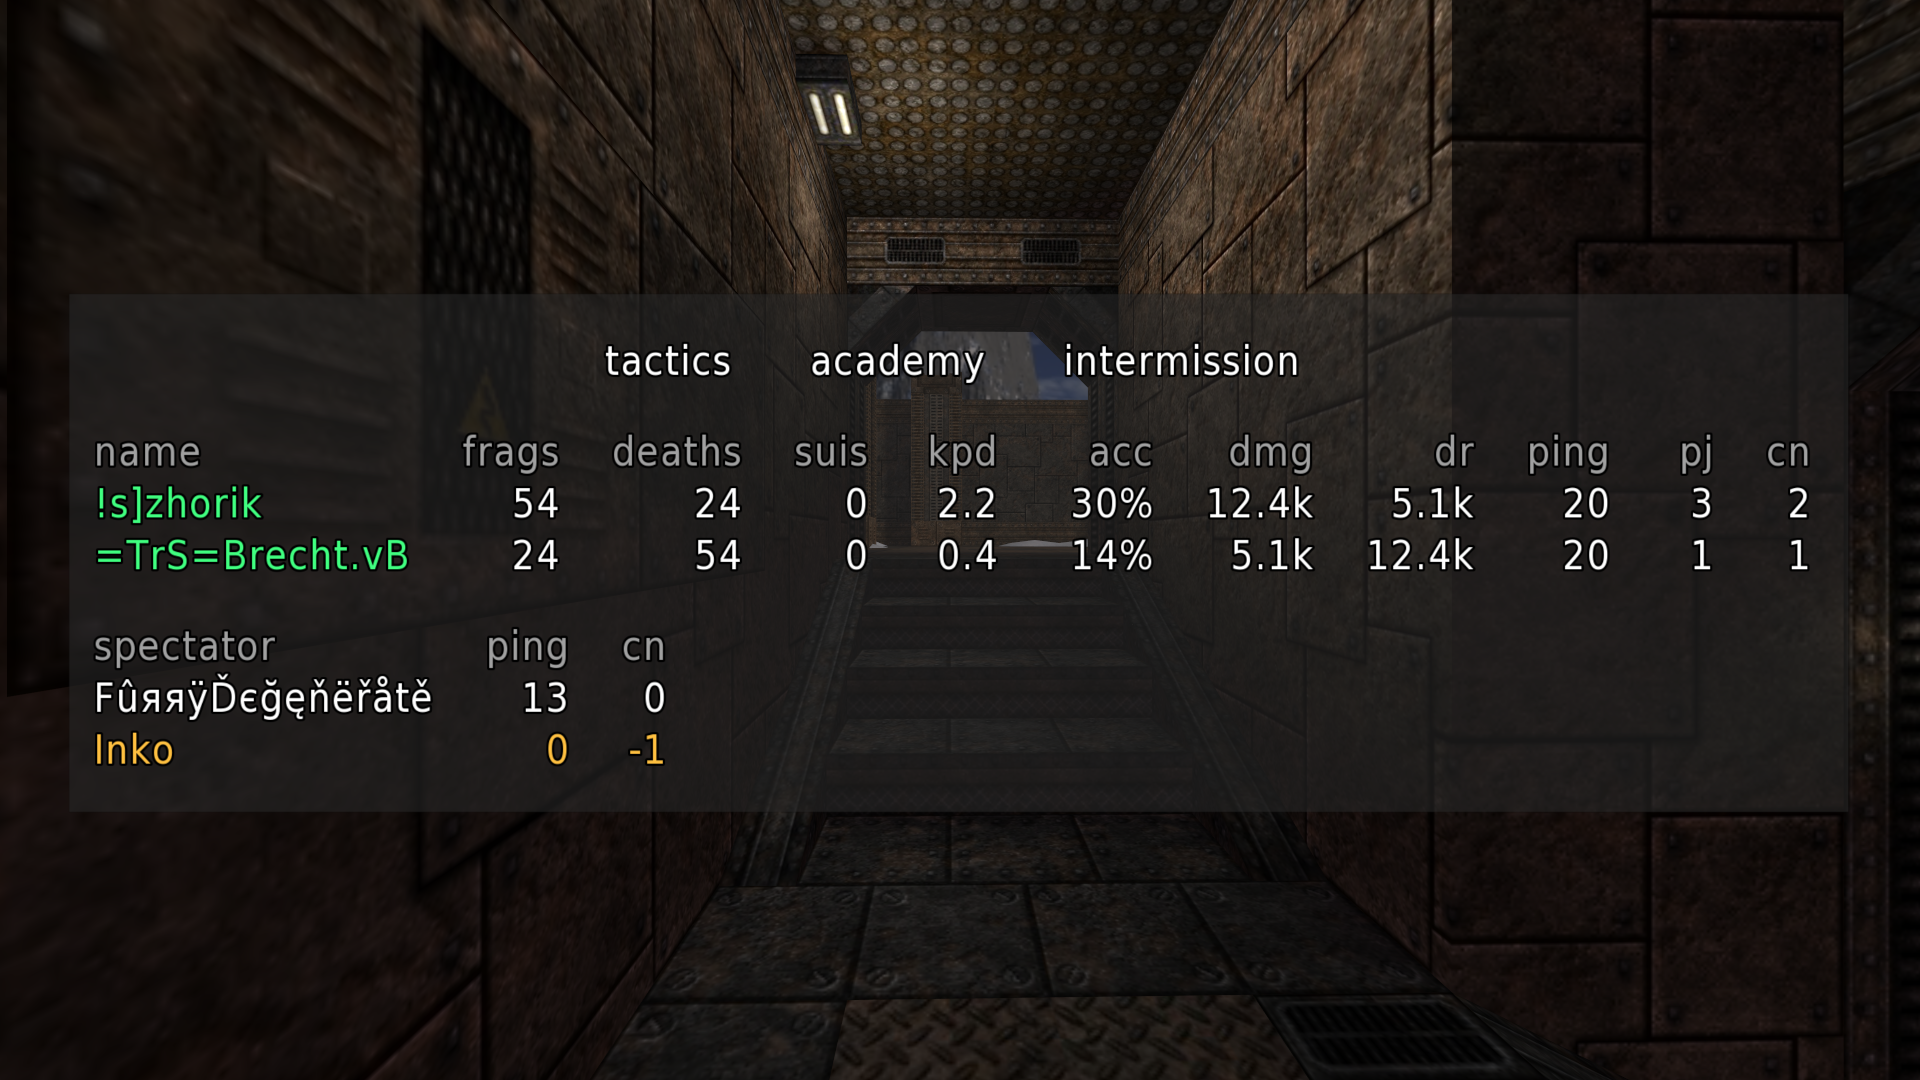 tactics academy intermission
name frags deaths suis kpd acc dmg dr ping pj cn
!s]zhorik 54 24 0 2.2 30% 12.4k 5.1k 20 3 2
=TrS=Brecht.vB 24 54 0 0.4 14% 5.1k 12.4k 20 1 1
spectator ping cn
FûяяÿĎєğęňëřåtě 13 0
Inko 0 -1